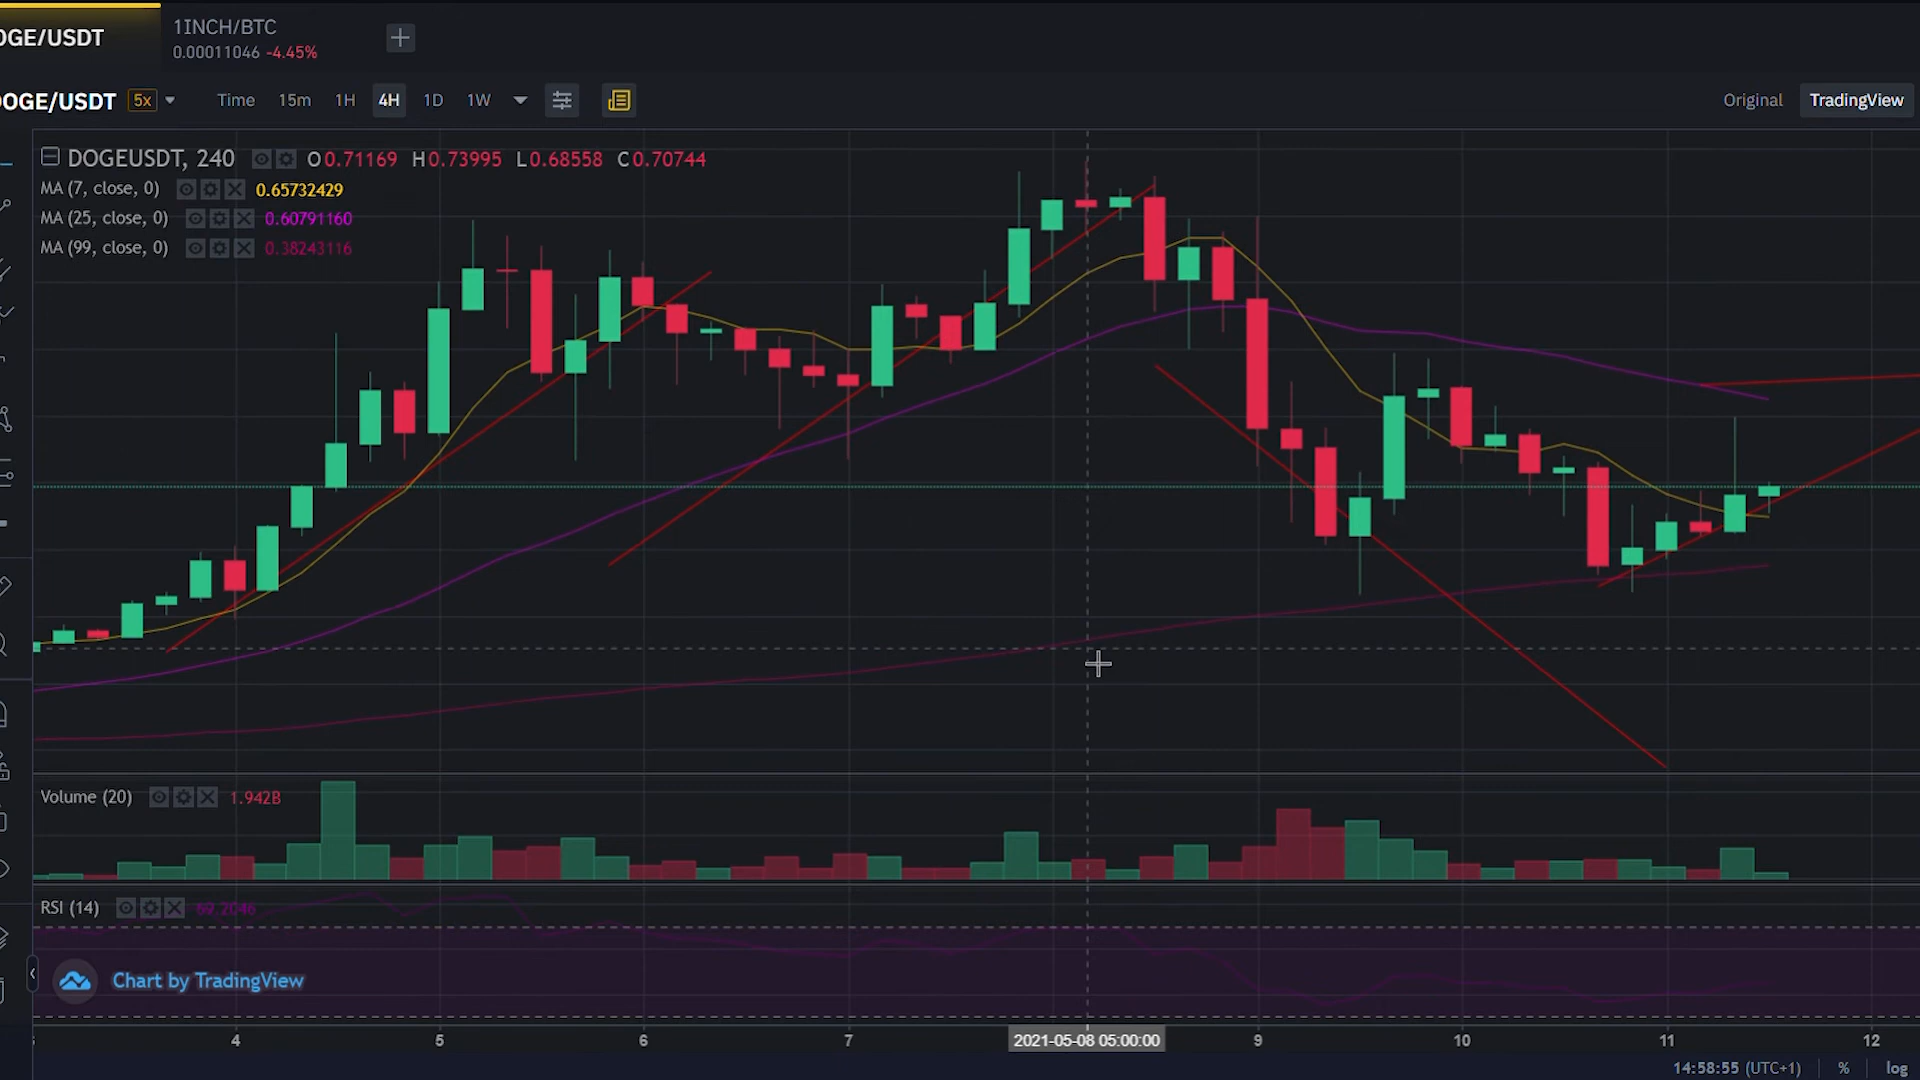 OGE/USDT
1INCH/BTC
0.00011046 -4.45%
OGE/USDT 5x Time 15m 1H 4H 1D 1W Original TradingView
DOGEUSDT, 240 O0.71169 H0.73995 L0.68558 C0.70744
MA (7, close, 0) 0.65732429
MA (25, close, 0) 0.60791160
MA (99, close, 0) 0.38243116
Volume (20) 1.942B
RSI (14) 69.2046
Chart by TradingView
4 5 6 7 2021-05-08 05:00:00 9 10 11 12
14:58:55 (UTC+1) % log